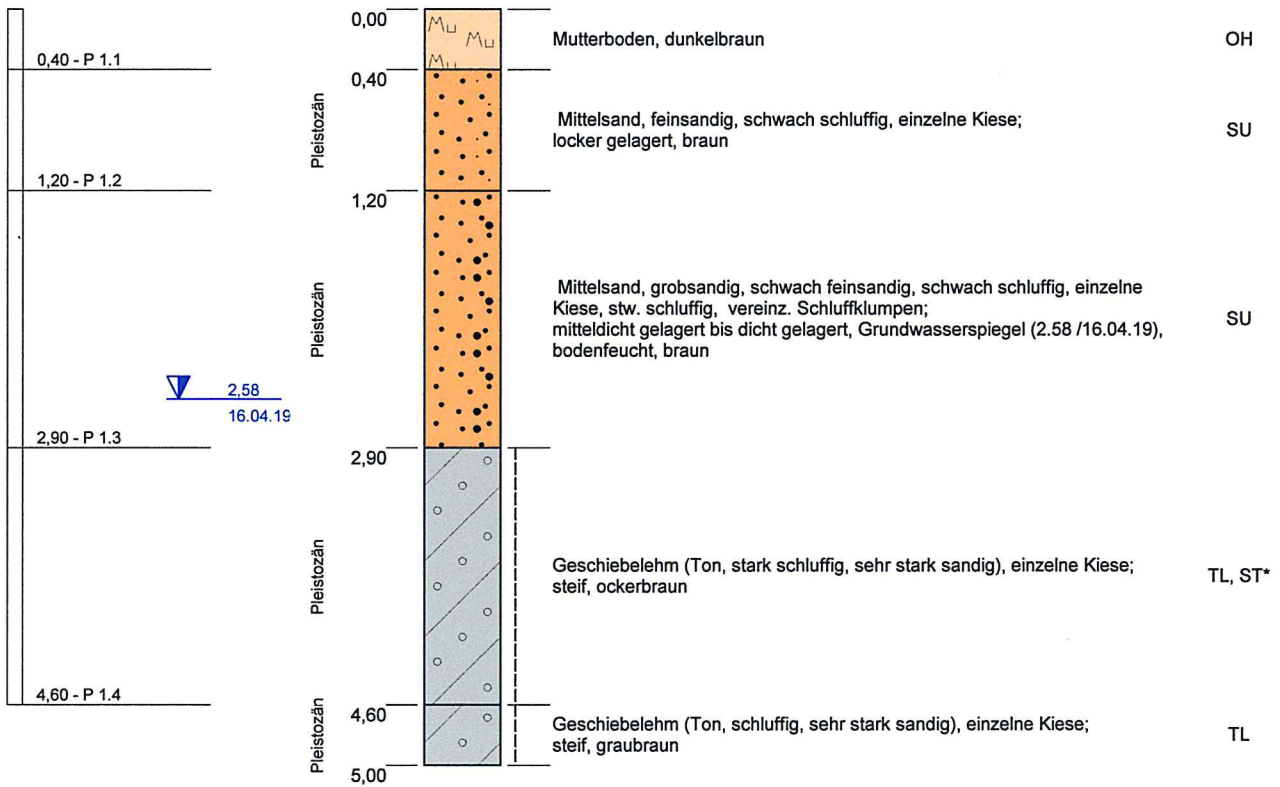 0,00
Mu
Mu
Mu
Mutterboden, dunkelbraun
OH
0,40 - P 1.1
0,40
Pleistozän
Mittelsand, feinsandig, schwach schluffig, einzelne Kiese;
locker gelagert, braun
SU
1,20 - P 1.2
1,20
Pleistozän
Mittelsand, grobsandig, schwach feinsandig, schwach schluffig, einzelne
Kiese, stw. schluffig, vereinz. Schluffklumpen;
mitteldicht gelagert bis dicht gelagert, Grundwasserspiegel (2.58 /16.04.19),
bodenfeucht, braun
SU
2,58
16.04.19
2,90 - P 1.3
2,90
Pleistozän
Geschiebelehm (Ton, stark schluffig, sehr stark sandig), einzelne Kiese;
steif, ockerbraun
TL, ST*
4,60 - P 1.4
4,60
Pleistozän
Geschiebelehm (Ton, schluffig, sehr stark sandig), einzelne Kiese;
steif, graubraun
TL
5,00